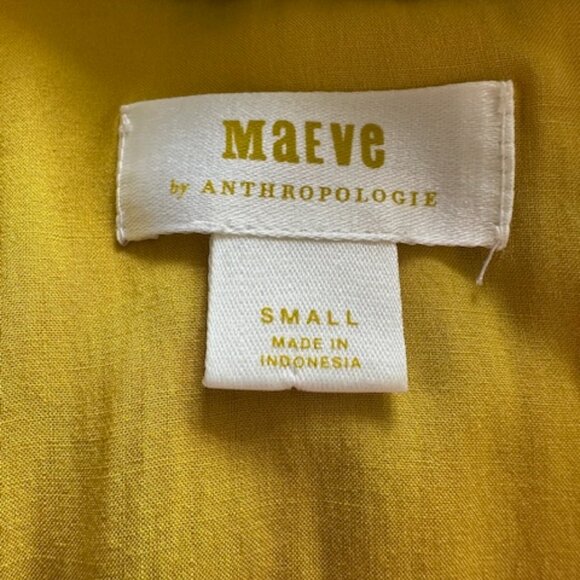 MaEVe
by ANTHROPOLOGIE
SMALL
MADE IN
INDONESIA